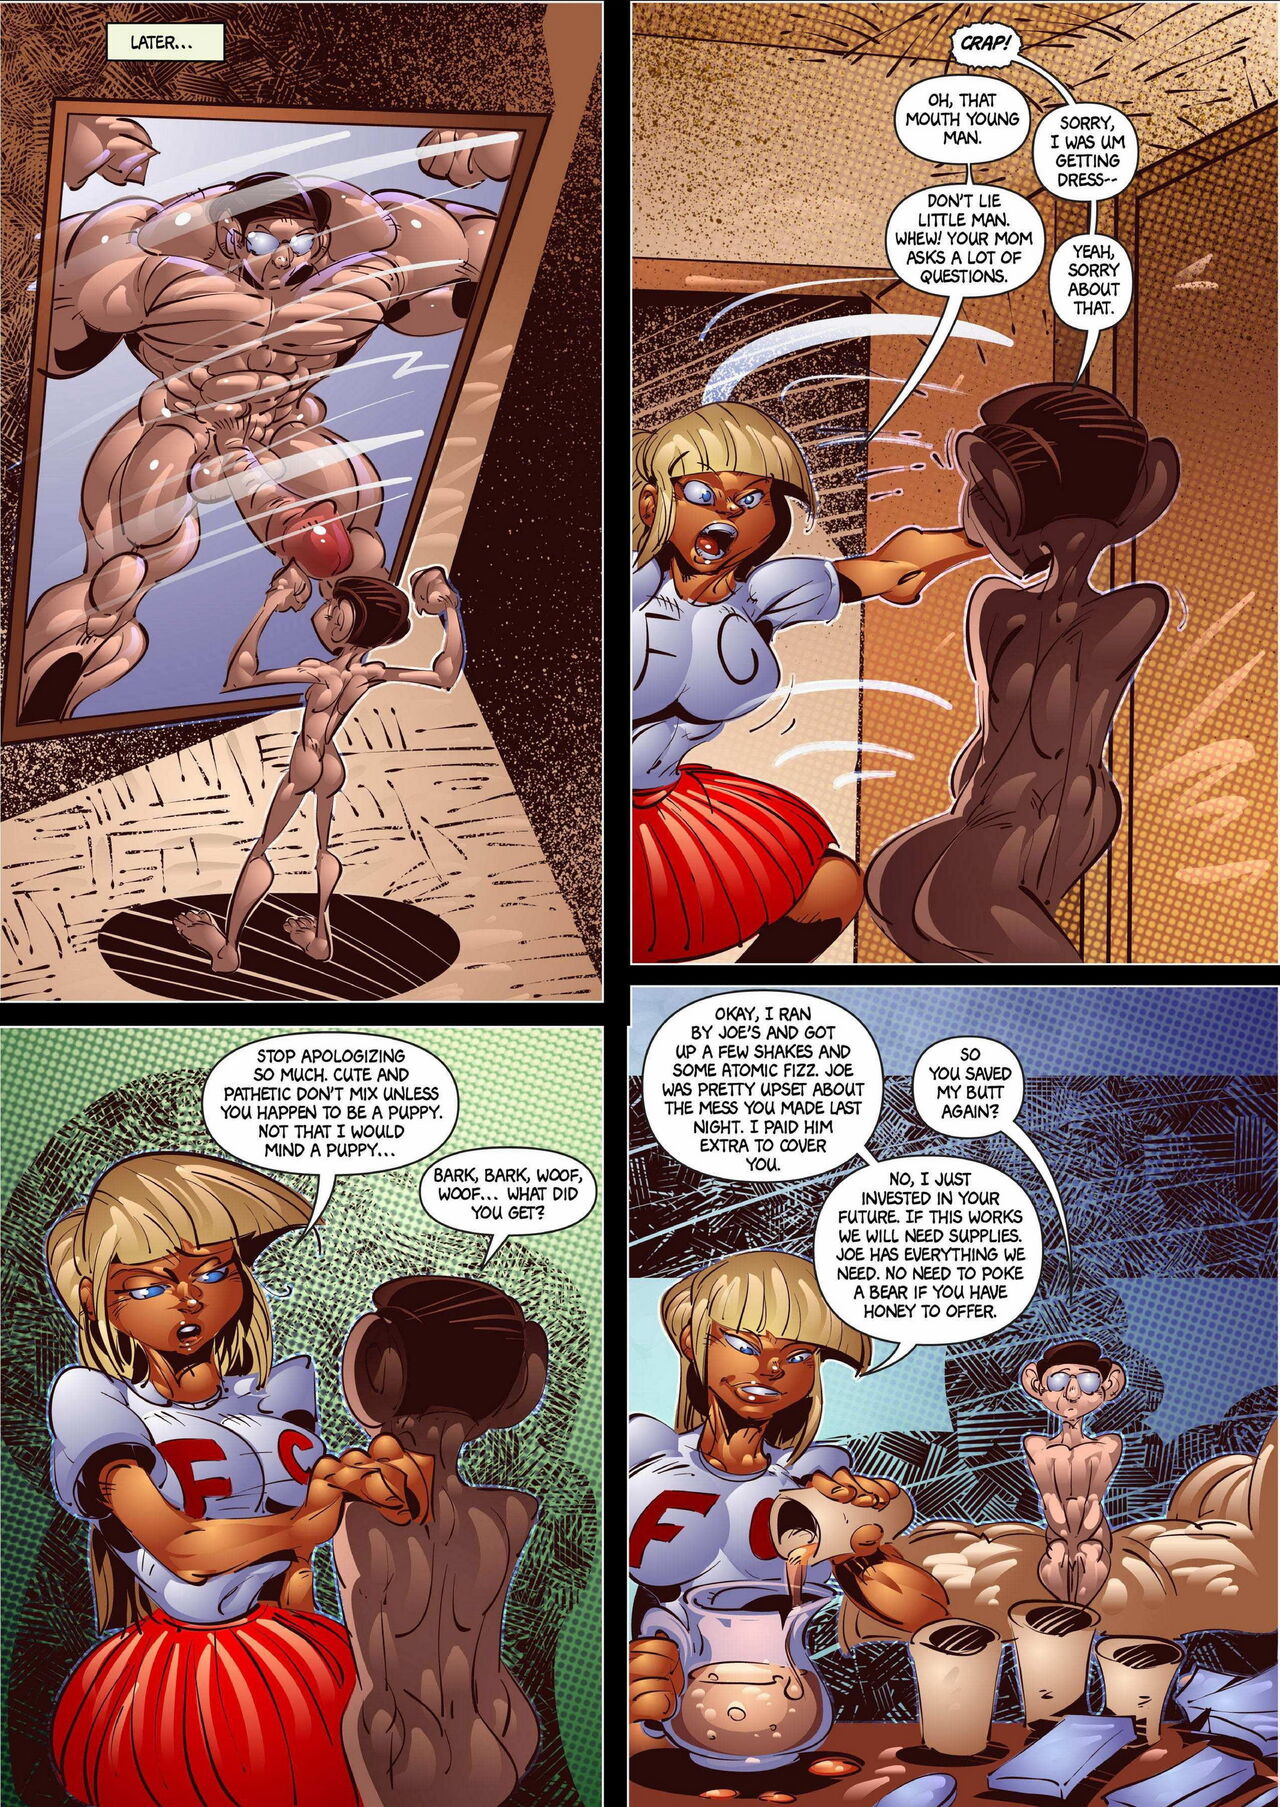 LATER...
CRAP!
OH, THAT
MOUTH YOUNG
MAN.
SORRY,
I WAS UM
GETTING
DRESS--
DON'T LIE
LITTLE MAN.
WHEW! YOUR MOM
ASKS A LOT OF
QUESTIONS.
YEAH,
SORRY
ABOUT
THAT.
FC
STOP APOLOGIZING
SO MUCH. CUTE AND
PATHETIC DON'T MIX UNLESS
YOU HAPPEN TO BE A PUPPY.
NOT THAT I WOULD
MIND A PUPPY...
BARK, BARK, WOOF,
WOOF... WHAT DID
YOU GET?
FC
OKAY, I RAN
BY JOE'S AND GOT
UP A FEW SHAKES AND
SOME ATOMIC FIZZ. JOE
WAS PRETTY UPSET ABOUT
THE MESS YOU MADE LAST
NIGHT. I PAID HIM
EXTRA TO COVER
YOU.
SO
YOU SAVED
MY BUTT
AGAIN?
NO, I JUST
INVESTED IN YOUR
FUTURE. IF THIS WORKS
WE WILL NEED SUPPLIES.
JOE HAS EVERYTHING WE
NEED. NO NEED TO POKE
A BEAR IF YOU HAVE
HONEY TO OFFER.
FC